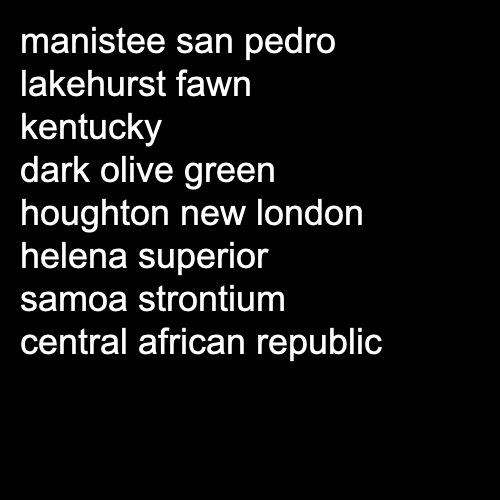 manistee san pedro
lakehurst fawn
kentucky
dark olive green
houghton new london
helena superior
samoa strontium
central african republic